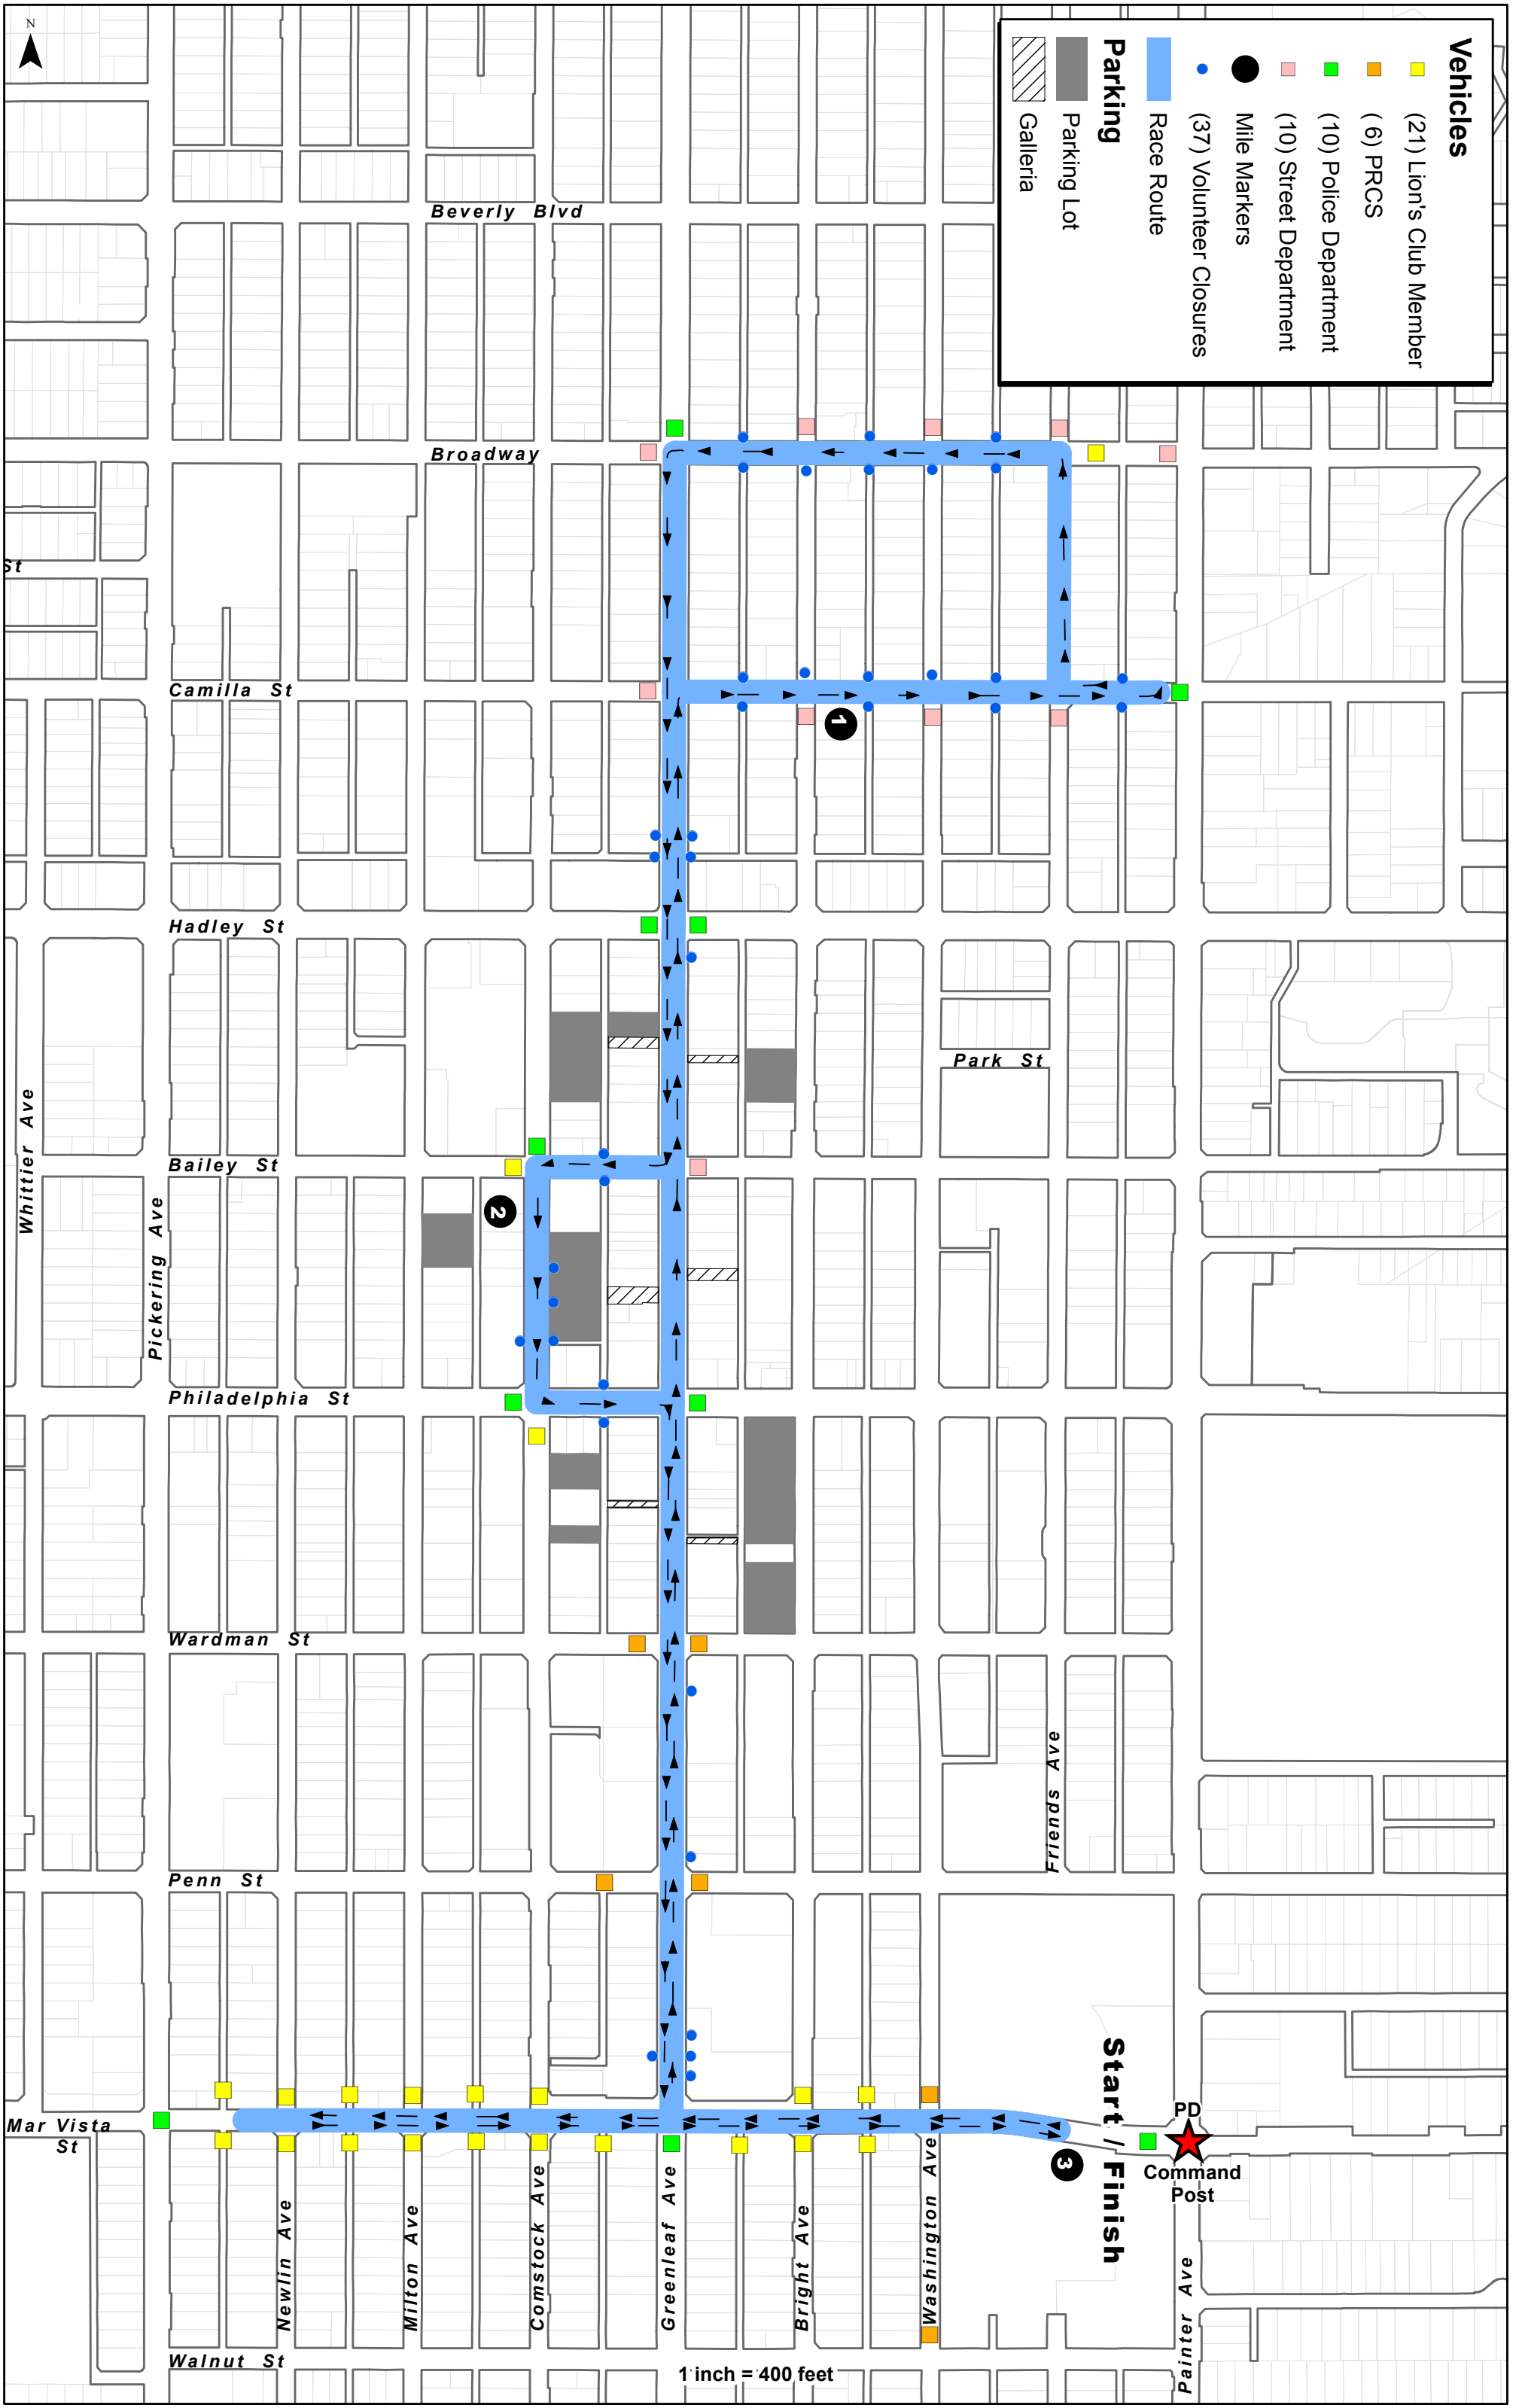 N
Vehicles
(21) Lion's Club Member
( 6) PRCS
(10) Police Department
(10) Street Department
Mile Markers
(37) Volunteer Closures
Race Route
Parking
Parking Lot
Galleria
Beverly Blvd
Broadway
St
Camilla St
1
Hadley St
Park St
Whittier Ave
Bailey St
2
Pickering Ave
Philadelphia St
Wardman St
Friends Ave
Penn St
Start / Finish
Mar Vista
St
PD
3
Command
Post
Newlin Ave
Milton Ave
Comstock Ave
Greenleaf Ave
Bright Ave
Washington Ave
Painter Ave
Walnut St
1 inch = 400 feet